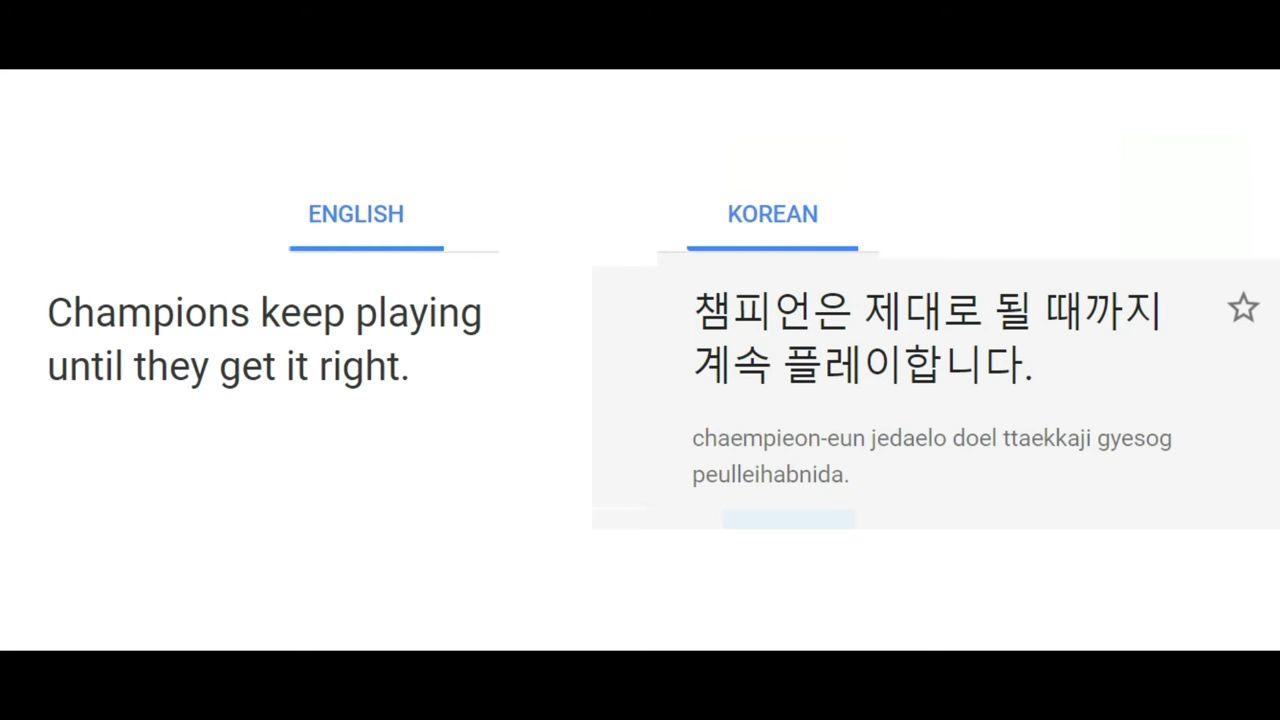 ENGLISH
Champions keep playing
until they get it right.
KOREAN
챔피언은 제대로 될 때까지
계속 플레이합니다.
chaempieon-eun jedaelo doel ttaekkaji gyesog
peulleihabnida.